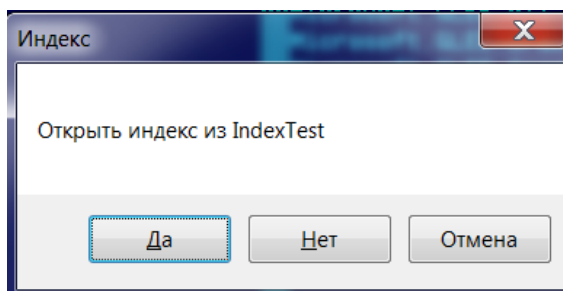 Индекс
X
Открыть индекс из IndexTest
Да
Нет
Отмена